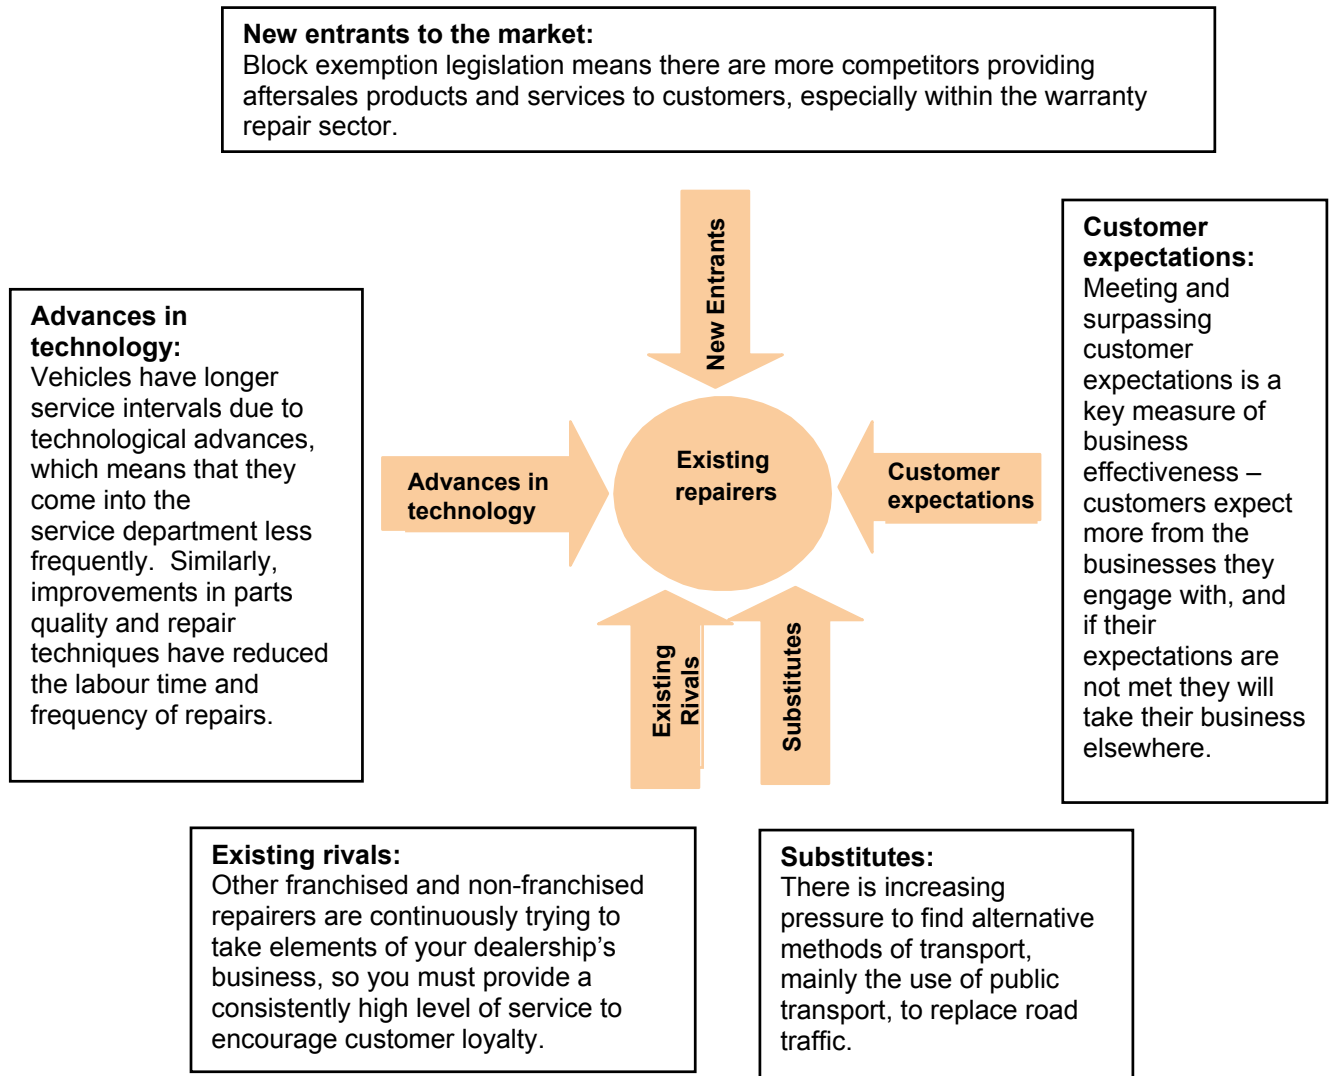 New entrants to the market:
Block exemption legislation means there are more competitors providing
aftersales products and services to customers, especially within the warranty
repair sector.
New Entrants
Customer
expectations:
Meeting and
surpassing
customer
expectations is a
key measure of
business
effectiveness –
customers expect
more from the
businesses they
engage with, and
if their
expectations are
not met they will
take their business
elsewhere.
Advances in
technology:
Vehicles have longer
service intervals due to
technological advances,
which means that they
come into the
service department less
frequently.  Similarly,
improvements in parts
quality and repair
techniques have reduced
the labour time and
frequency of repairs.
Advances in
technology
Existing
repairers
Customer
expectations
Existing
Rivals
Substitutes
Existing rivals:
Other franchised and non-franchised
repairers are continuously trying to
take elements of your dealership’s
business, so you must provide a
consistently high level of service to
encourage customer loyalty.
Substitutes:
There is increasing
pressure to find alternative
methods of transport,
mainly the use of public
transport, to replace road
traffic.